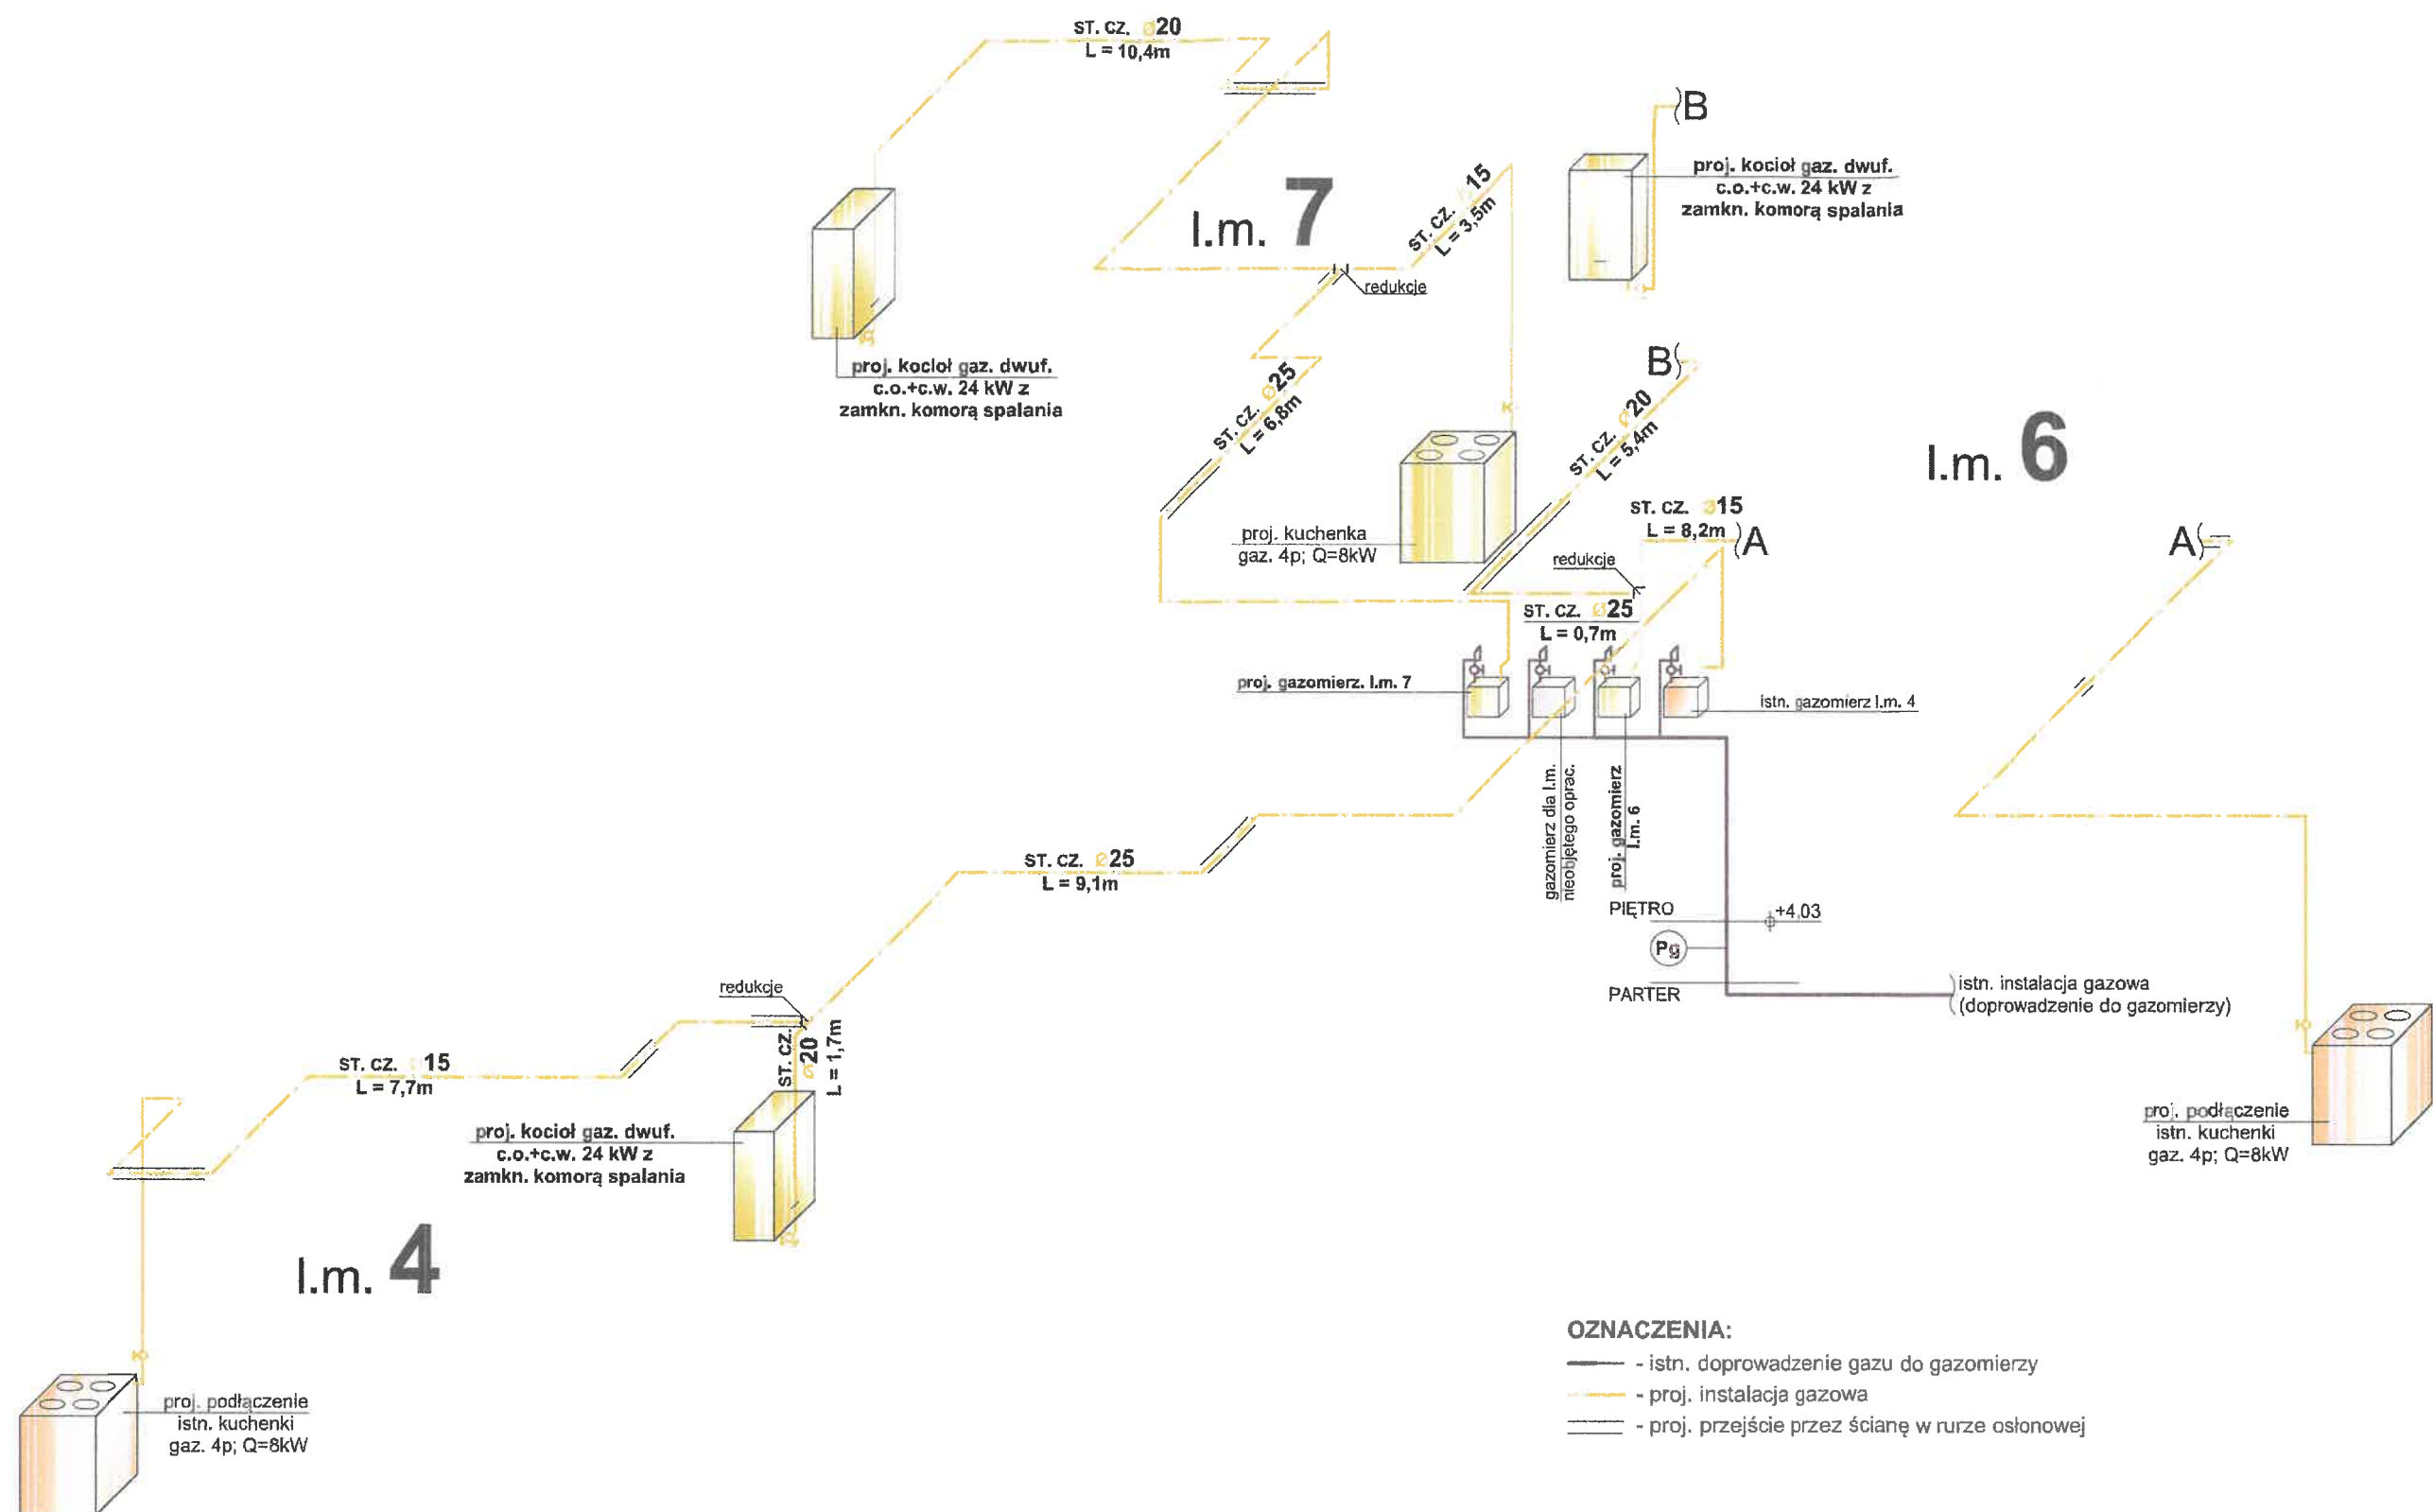 ST. CZ. Ø20
L = 10,4m
B
proj. kocioł gaz. dwuf.
c.o.+c.w. 24 kW z
zamkn. komorą spalania
l.m. 7
ST. CZ. Ø15
L = 3,5m
redukcje
proj. kocioł gaz. dwuf.
c.o.+c.w. 24 kW z
zamkn. komorą spalania
ST. CZ. Ø25
L = 6,8m
B
ST. CZ. Ø20
L = 5,4m
l.m. 6
proj. kuchenka
gaz. 4p; Q=8kW
ST. CZ. Ø15
L = 8,2m
A
A
redukcje
ST. CZ. Ø25
L = 0,7m
proj. gazomierz. l.m. 7
istn. gazomierz l.m. 4
gazomierz dla l.m.
nieobjętego oprac.
proj. gazomierz
l.m. 6
PIĘTRO
+4,03
Pg
PARTER
istn. instalacja gazowa
(doprowadzenie do gazomierzy)
ST. CZ. Ø25
L = 9,1m
redukcje
ST. CZ.
Ø20
L = 1,7m
ST. CZ. Ø15
L = 7,7m
proj. kocioł gaz. dwuf.
c.o.+c.w. 24 kW z
zamkn. komorą spalania
proj. podłączenie
istn. kuchenki
gaz. 4p; Q=8kW
l.m. 4
proj. podłączenie
istn. kuchenki
gaz. 4p; Q=8kW
OZNACZENIA:
- istn. doprowadzenie gazu do gazomierzy
- proj. instalacja gazowa
- proj. przejście przez ścianę w rurze osłonowej